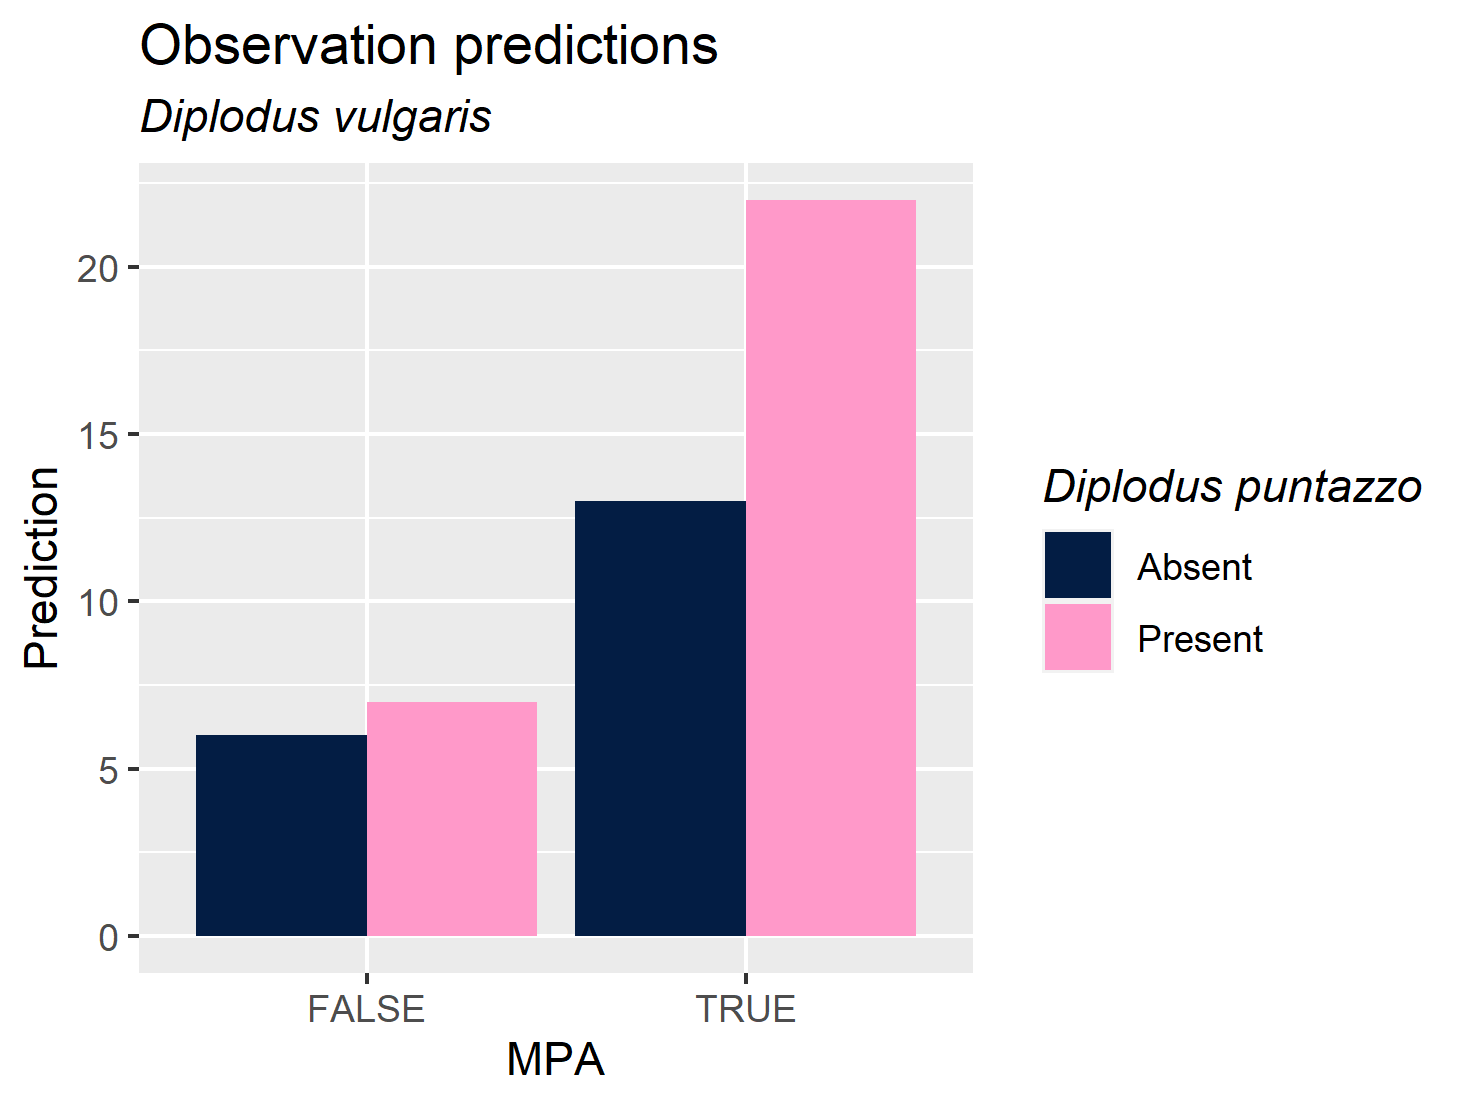 Observation predictions
Diplodus vulgaris
Prediction
20
15
10
5
0
FALSE TRUE
MPA
Diplodus puntazzo
Absent
Present